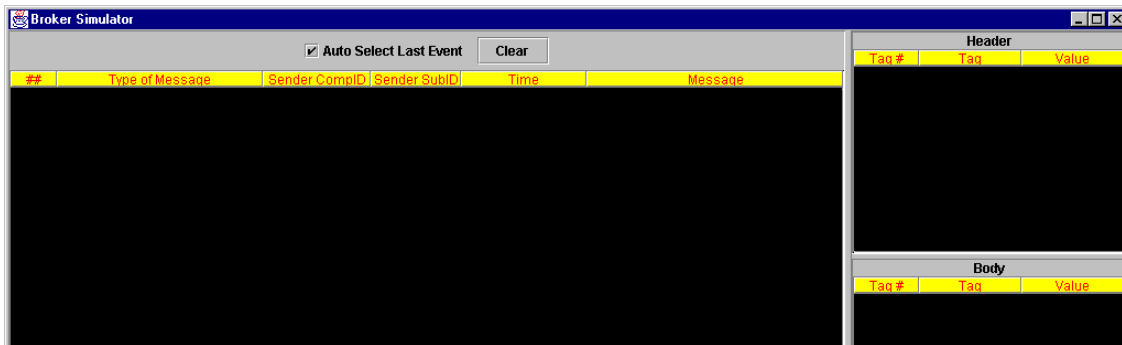 Broker Simulator
Auto Select Last Event Clear
## Type of Message Sender CompID Sender SubID Time Message
Header
Tag # Tag Value
Body
Tag # Tag Value